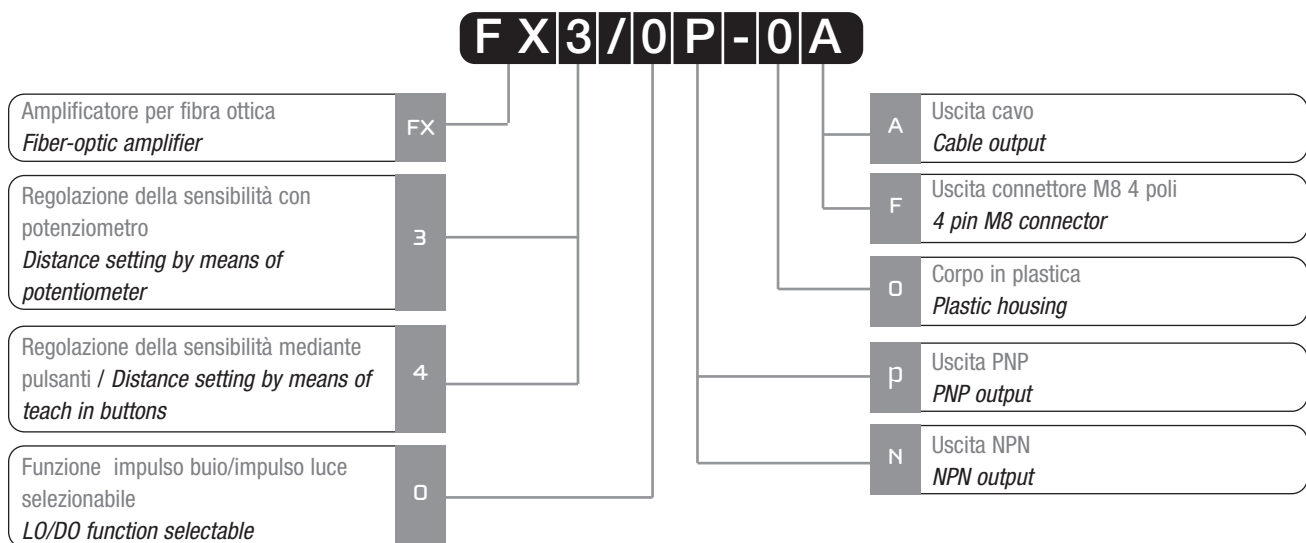 FX3/0P-0A
Amplificatore per fibra ottica
Fiber-optic amplifier
FX
Regolazione della sensibilità con
potenziometro
Distance setting by means of
potentiometer
3
Regolazione della sensibilità mediante
pulsanti / Distance setting by means of
teach in buttons
4
Funzione impulso buio/impulso luce
selezionabile
LO/DO function selectable
0
A
Uscita cavo
Cable output
F
Uscita connettore M8 4 poli
4 pin M8 connector
0
Corpo in plastica
Plastic housing
P
Uscita PNP
PNP output
N
Uscita NPN
NPN output